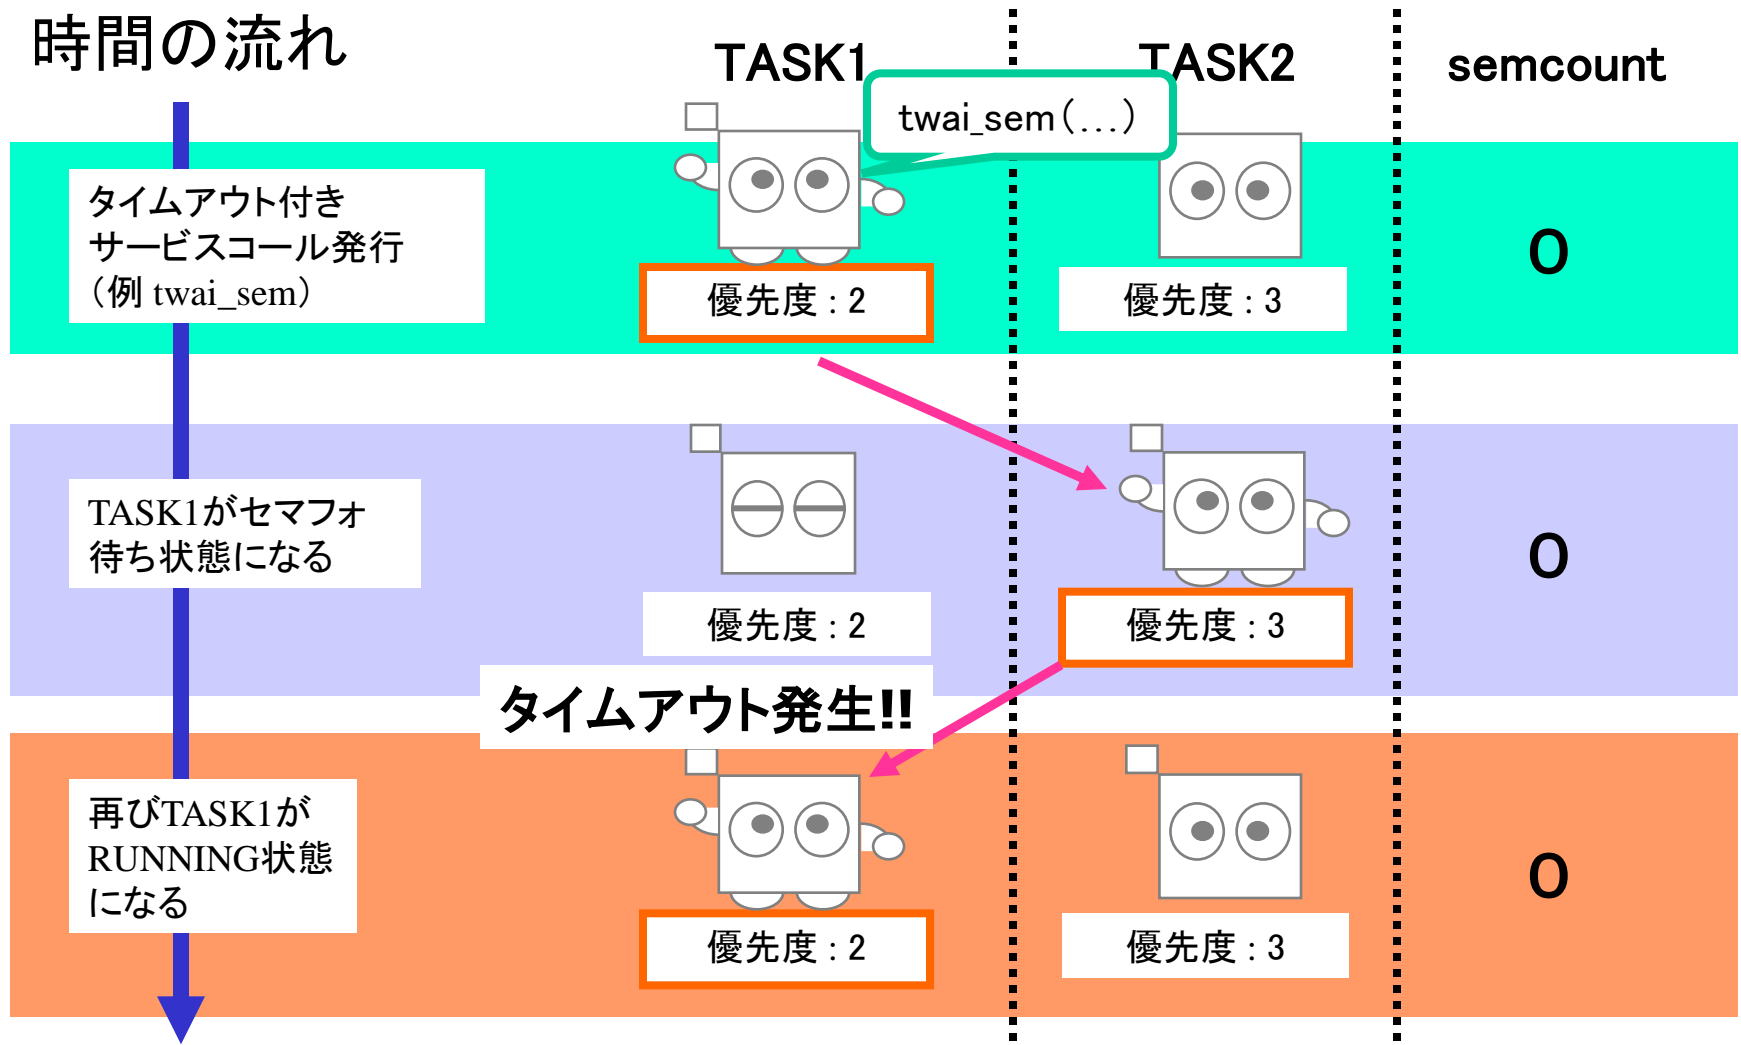 時間の流れ
TASK1
TASK2
semcount
twai_sem(...)
タイムアウト付き
サービスコール発行
(例 twai_sem)
優先度 : 2
優先度 : 3
0
TASK1がセマフォ
待ち状態になる
優先度 : 2
優先度 : 3
0
タイムアウト発生!!
再びTASK1が
RUNNING状態
になる
優先度 : 2
優先度 : 3
0